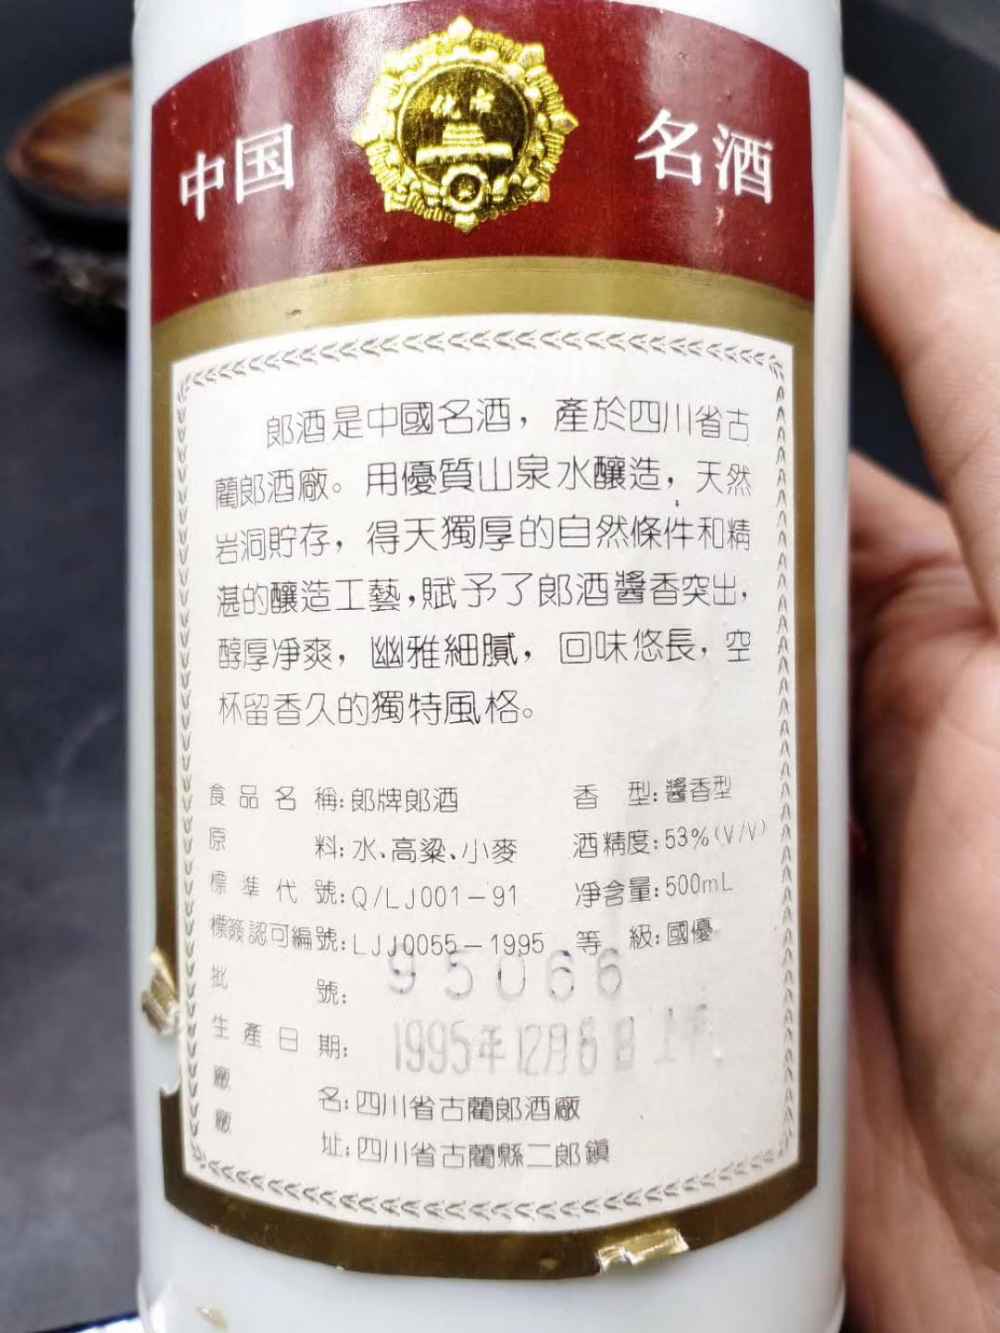 中国 名酒
郎酒是中國名酒，產於四川省古
藺郎酒廠。用優質山泉水釀造，天然
岩洞貯存，得天獨厚的自然條件和精
湛的釀造工藝，賦予了郎酒醬香突出，
醇厚凈爽，幽雅細膩，回味悠長，空
杯留香久的獨特風格。
食品名稱：郎牌郎酒 香型：醬香型
原料：水、高粱、小麥 酒精度：53%(V/V)
標準代號：Q/LJ001-91 净含量：500mL
標簽認可編號：LJJ0055-1995 等級：國優
批號：95066
生產日期：1995年12月6日
廠名：四川省古藺郎酒廠
廠址：四川省古藺縣二郎鎮